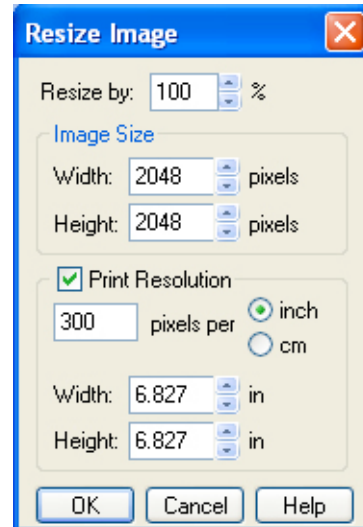 Resize Image
Resize by: 100 %
Image Size
Width: 2048 pixels
Height: 2048 pixels
Print Resolution
300 pixels per inch
cm
Width: 6.827 in
Height: 6.827 in
OK Cancel Help